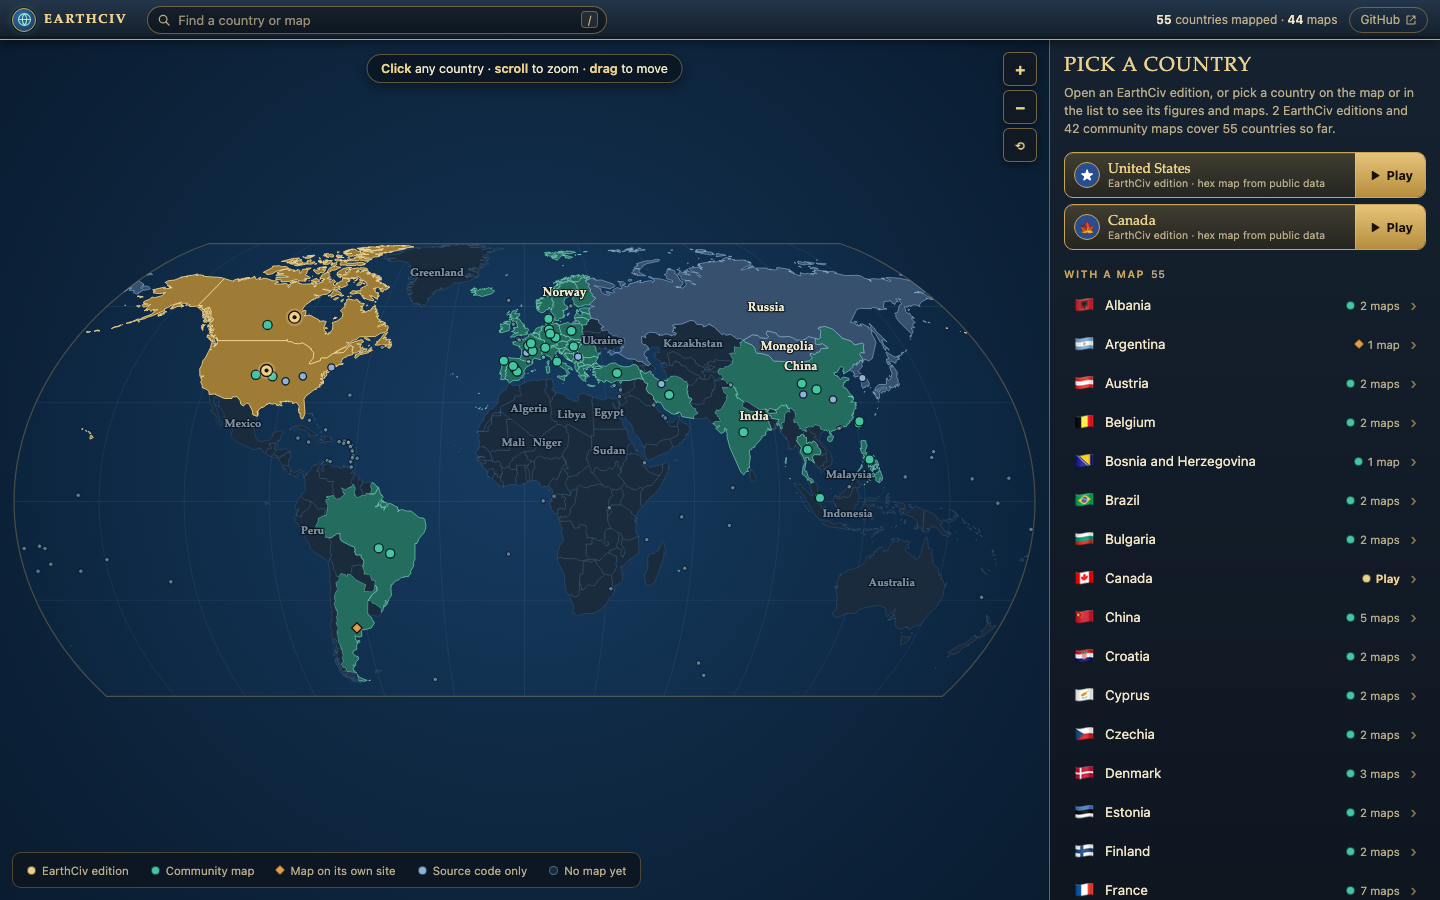 EARTHCIV
Find a country or map
/
55 countries mapped · 44 maps
GitHub
Click any country · scroll to zoom · drag to move
+
−
Greenland
Norway
Russia
Ukraine
Kazakhstan
Mongolia
China
Mexico
Algeria
Libya
Egypt
India
Mali
Niger
Sudan
Malaysia
Indonesia
Peru
Australia
EarthCiv edition
Community map
Map on its own site
Source code only
No map yet
PICK A COUNTRY
Open an EarthCiv edition, or pick a country on the map or in
the list to see its figures and maps. 2 EarthCiv editions and
42 community maps cover 55 countries so far.
United States
EarthCiv edition · hex map from public data
Play
Canada
EarthCiv edition · hex map from public data
Play
WITH A MAP 55
Albania 2 maps
Argentina 1 map
Austria 2 maps
Belgium 2 maps
Bosnia and Herzegovina 1 map
Brazil 2 maps
Bulgaria 2 maps
Canada Play
China 5 maps
Croatia 2 maps
Cyprus 2 maps
Czechia 2 maps
Denmark 3 maps
Estonia 2 maps
Finland 2 maps
France 7 maps